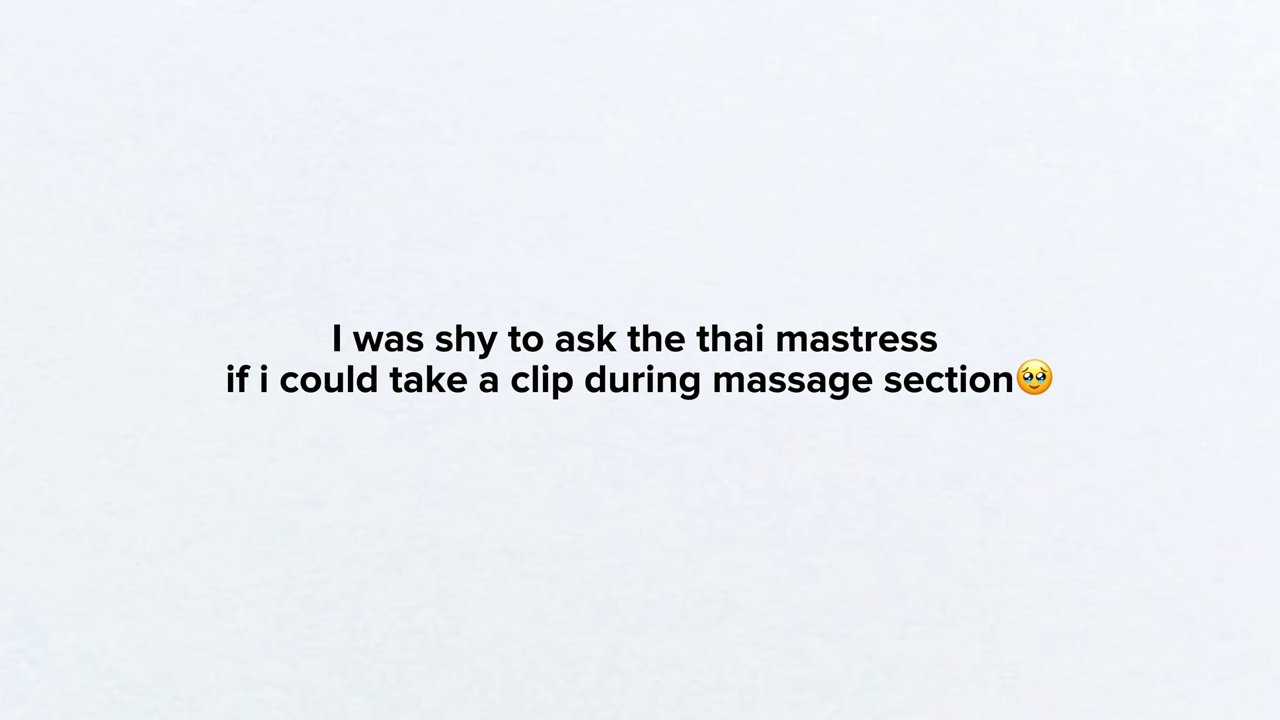 I was shy to ask the thai mastress
if i could take a clip during massage section🥹